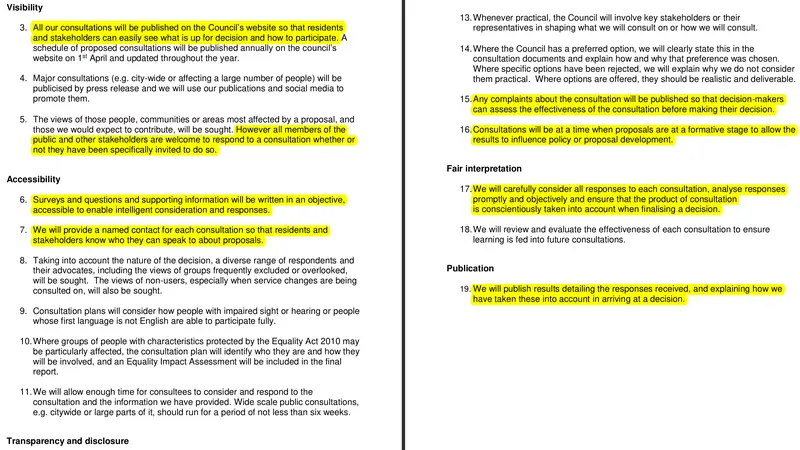 Visibility
3. All our consultations will be published on the Council's website so that residents
and stakeholders can easily see what is up for decision and how to participate. A
schedule of proposed consultations will be published annually on the council's
website on 1st April and updated throughout the year.
4. Major consultations (e.g. city-wide or affecting a large number of people) will be
publicised by press release and we will use our publications and social media to
promote them.
5. The views of those people, communities or areas most affected by a proposal, and
those we would expect to contribute, will be sought. However all members of the
public and other stakeholders are welcome to respond to a consultation whether or
not they have been specifically invited to do so.
Accessibility
6. Surveys and questions and supporting information will be written in an objective,
accessible to enable intelligent consideration and responses.
7. We will provide a named contact for each consultation so that residents and
stakeholders know who they can speak to about proposals.
8. Taking into account the nature of the decision, a diverse range of respondents and
their advocates, including the views of groups frequently excluded or overlooked,
will be sought. The views of non-users, especially when service changes are being
consulted on, will also be sought.
9. Consultation plans will consider how people with impaired sight or hearing or people
whose first language is not English are able to participate fully.
10. Where groups of people with characteristics protected by the Equality Act 2010 may
be particularly affected, the consultation plan will identify who they are and how they
will be involved, and an Equality Impact Assessment will be included in the final
report.
11. We will allow enough time for consultees to consider and respond to the
consultation and the information we have provided. Wide scale public consultations,
e.g. citywide or large parts of it, should run for a period of not less than six weeks.
Transparency and disclosure
13. Whenever practical, the Council will involve key stakeholders or their
representatives in shaping what we will consult on or how we will consult.
14. Where the Council has a preferred option, we will clearly state this in the
consultation documents and explain how and why that preference was chosen.
Where specific options have been rejected, we will explain why we do not consider
them practical. Where options are offered, they should be realistic and deliverable.
15. Any complaints about the consultation will be published so that decision-makers
can assess the effectiveness of the consultation before making their decision.
16. Consultations will be at a time when proposals are at a formative stage to allow the
results to influence policy or proposal development.
Fair interpretation
17. We will carefully consider all responses to each consultation, analyse responses
promptly and objectively and ensure that the product of consultation
is conscientiously taken into account when finalising a decision.
18. We will review and evaluate the effectiveness of each consultation to ensure
learning is fed into future consultations.
Publication
19. We will publish results detailing the responses received, and explaining how we
have taken these into account in arriving at a decision.